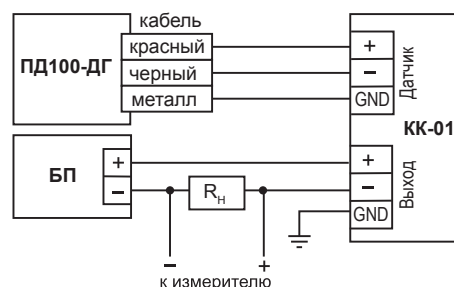 кабель
ПД100-ДГ
красный
черный
металл
+
–
GND
Датчик
КК-01
БП
+
–
Rн
+
–
GND
Выход
–
+
к измерителю